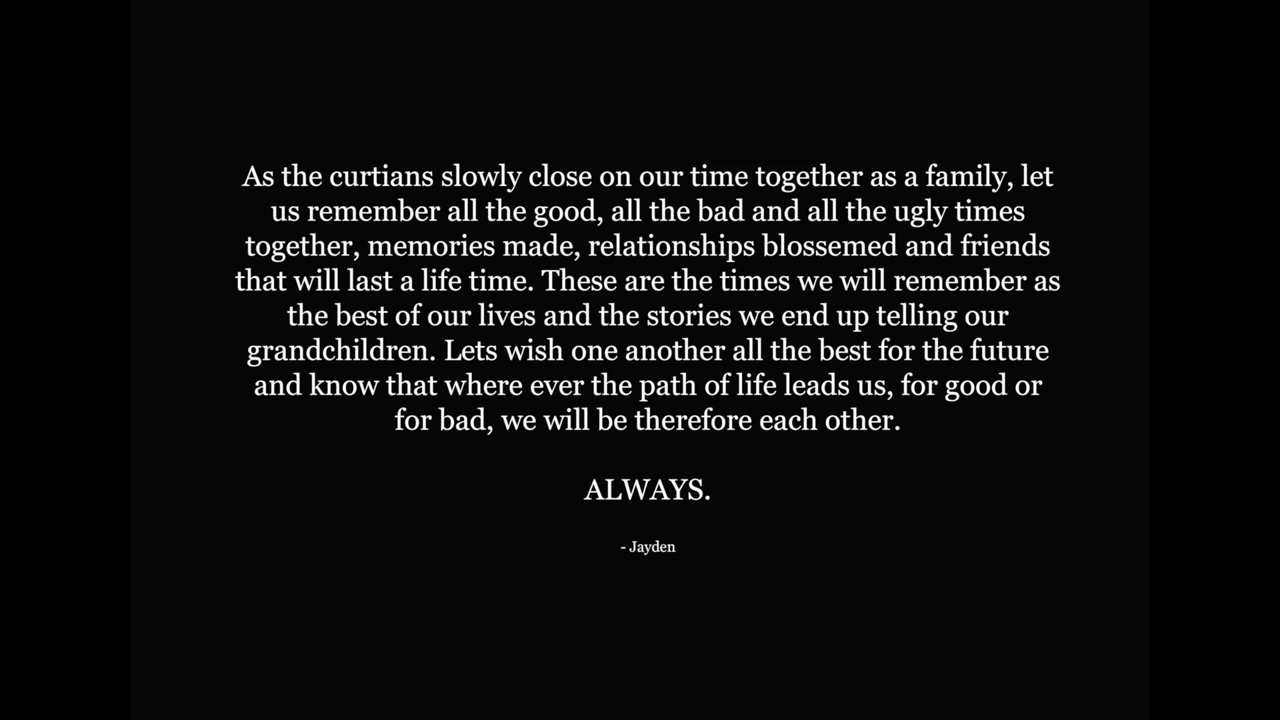 As the curtians slowly close on our time together as a family, let
us remember all the good, all the bad and all the ugly times
together, memories made, relationships blossemed and friends
that will last a life time. These are the times we will remember as
the best of our lives and the stories we end up telling our
grandchildren. Lets wish one another all the best for the future
and know that where ever the path of life leads us, for good or
for bad, we will be therefore each other.
ALWAYS.
- Jayden